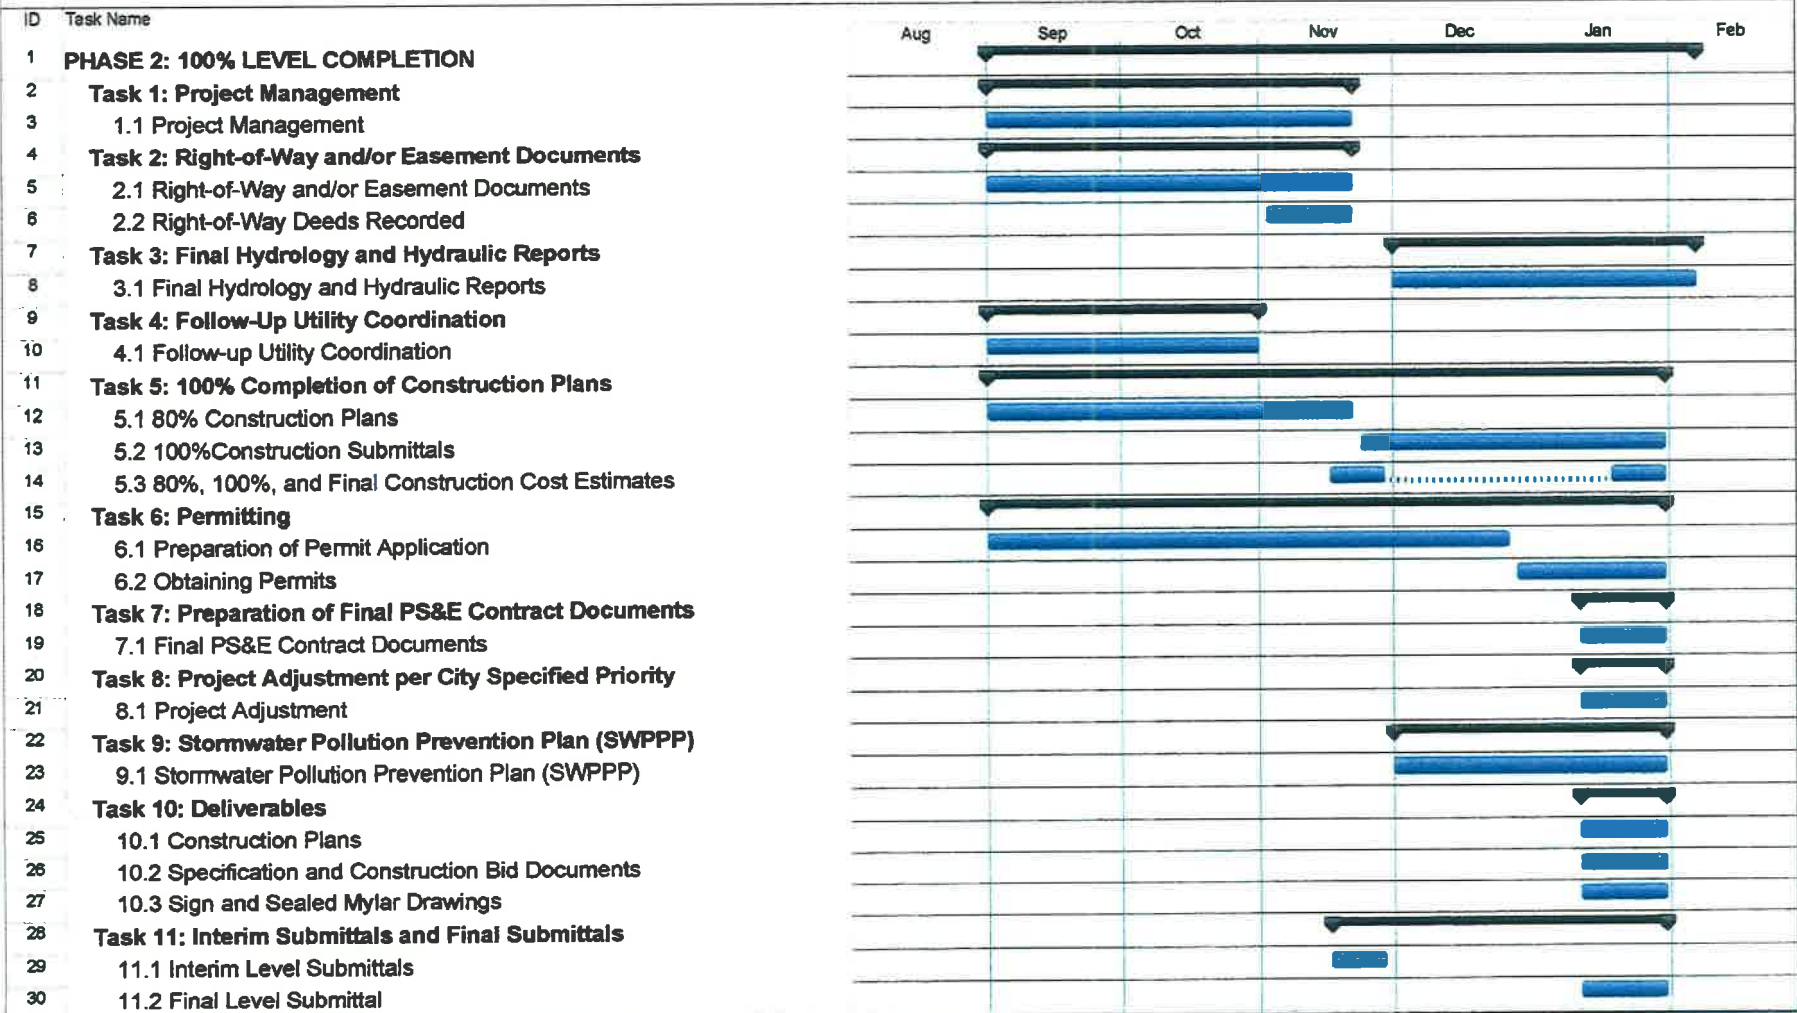 ID Task Name
Aug Sep Oct Nov Dec Jan Feb
1 PHASE 2: 100% LEVEL COMPLETION
2 Task 1: Project Management
3 1.1 Project Management
4 Task 2: Right-of-Way and/or Easement Documents
5 2.1 Right-of-Way and/or Easement Documents
6 2.2 Right-of-Way Deeds Recorded
7 Task 3: Final Hydrology and Hydraulic Reports
8 3.1 Final Hydrology and Hydraulic Reports
9 Task 4: Follow-Up Utility Coordination
10 4.1 Follow-up Utility Coordination
11 Task 5: 100% Completion of Construction Plans
12 5.1 80% Construction Plans
13 5.2 100%Construction Submittals
14 5.3 80%, 100%, and Final Construction Cost Estimates
15 Task 6: Permitting
16 6.1 Preparation of Permit Application
17 6.2 Obtaining Permits
18 Task 7: Preparation of Final PS&E Contract Documents
19 7.1 Final PS&E Contract Documents
20 Task 8: Project Adjustment per City Specified Priority
21 8.1 Project Adjustment
22 Task 9: Stormwater Pollution Prevention Plan (SWPPP)
23 9.1 Stormwater Pollution Prevention Plan (SWPPP)
24 Task 10: Deliverables
25 10.1 Construction Plans
26 10.2 Specification and Construction Bid Documents
27 10.3 Sign and Sealed Mylar Drawings
28 Task 11: Interim Submittals and Final Submittals
29 11.1 Interim Level Submittals
30 11.2 Final Level Submittal